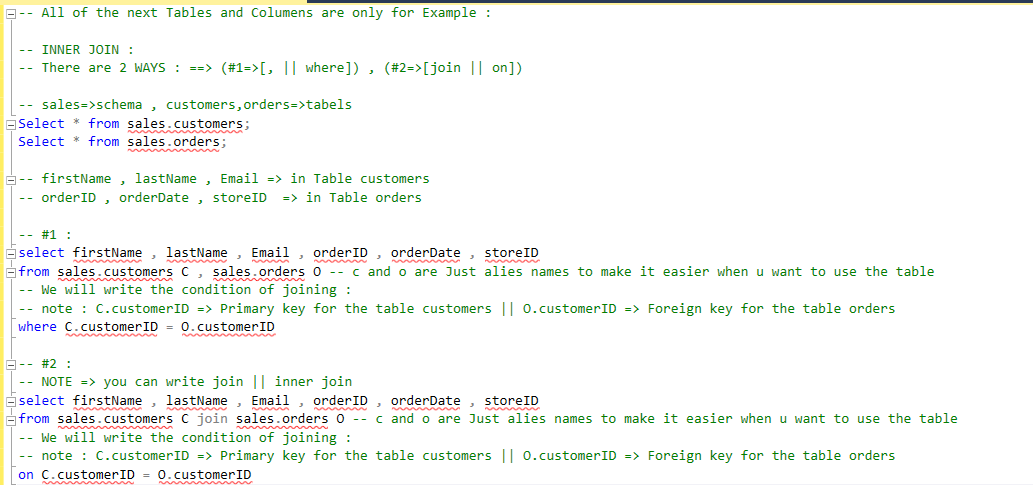 -- All of the next Tables and Columens are only for Example :
-- INNER JOIN :
-- There are 2 WAYS : ==> (#1=>[, || where]) , (#2=>[join || on])
-- sales=>schema , customers,orders=>tabels
Select * from sales.customers;
Select * from sales.orders;
-- firstName , lastName , Email => in Table customers
-- orderID , orderDate , storeID  => in Table orders
-- #1 :
select firstName , lastName , Email , orderID , orderDate , storeID
from sales.customers C , sales.orders O -- c and o are Just alies names to make it easier when u want to use the table
-- We will write the condition of joining :
-- note : C.customerID => Primary key for the table customers || O.customerID => Foreign key for the table orders
where C.customerID = O.customerID
-- #2 :
-- NOTE => you can write join || inner join
select firstName , lastName , Email , orderID , orderDate , storeID
from sales.customers C join sales.orders O -- c and o are Just alies names to make it easier when u want to use the table
-- We will write the condition of joining :
-- note : C.customerID => Primary key for the table customers || O.customerID => Foreign key for the table orders
on C.customerID = O.customerID